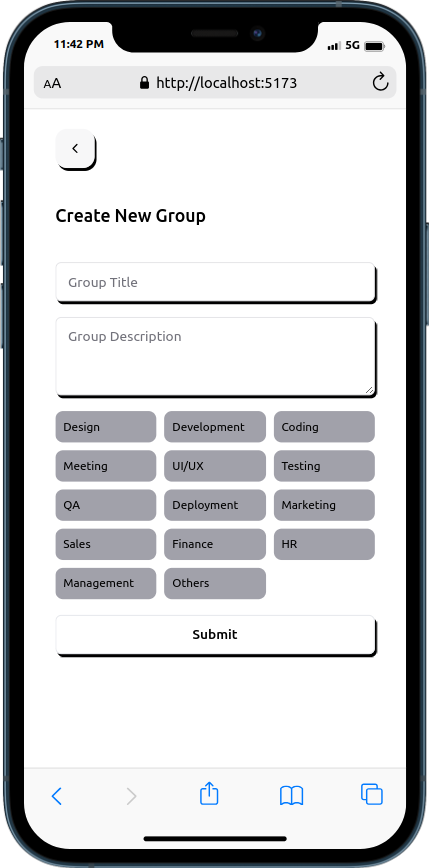 11:42 PM 5G
AA http://localhost:5173
Create New Group
Group Title
Group Description
Design Development Coding
Meeting UI/UX Testing
QA Deployment Marketing
Sales Finance HR
Management Others
Submit